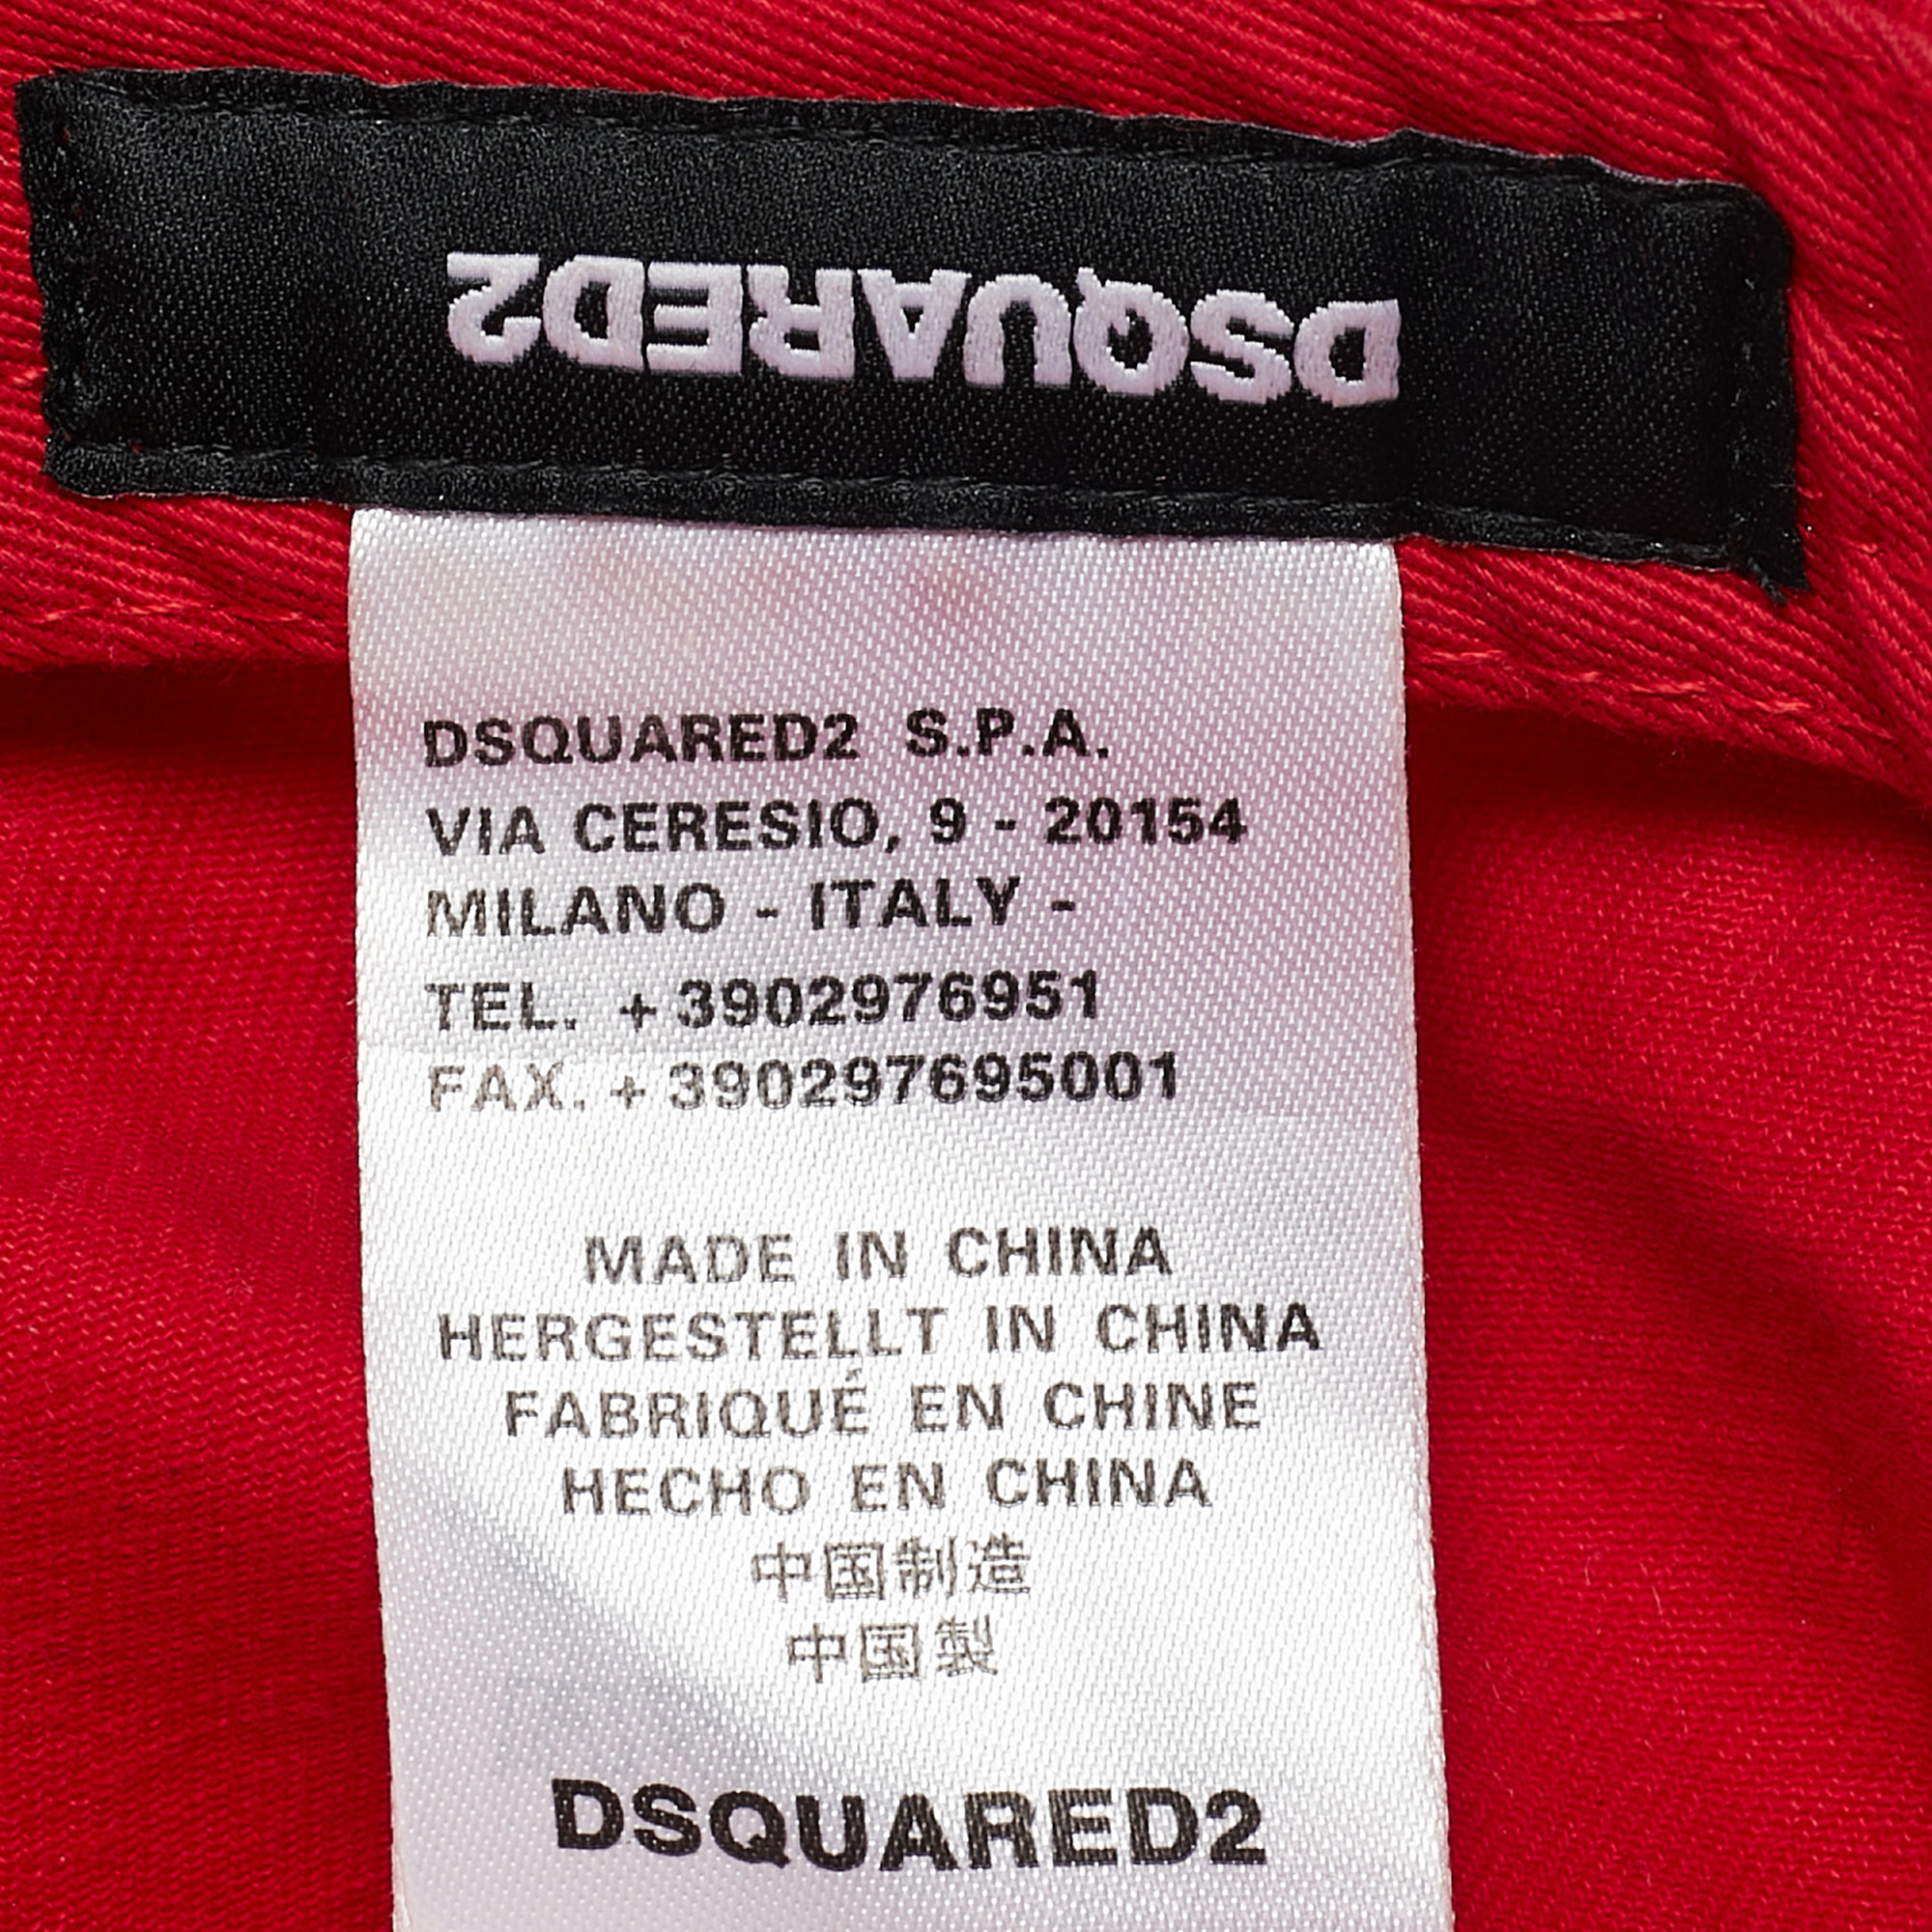 DSQUARED2
DSQUARED2 S.P.A.
VIA CERESIO, 9 - 20154
MILANO - ITALY -
TEL. +3902976951
FAX. +390297695001
MADE IN CHINA
HERGESTELLT IN CHINA
FABRIQUÉ EN CHINE
HECHO EN CHINA
中国制造
中国製
DSQUARED2